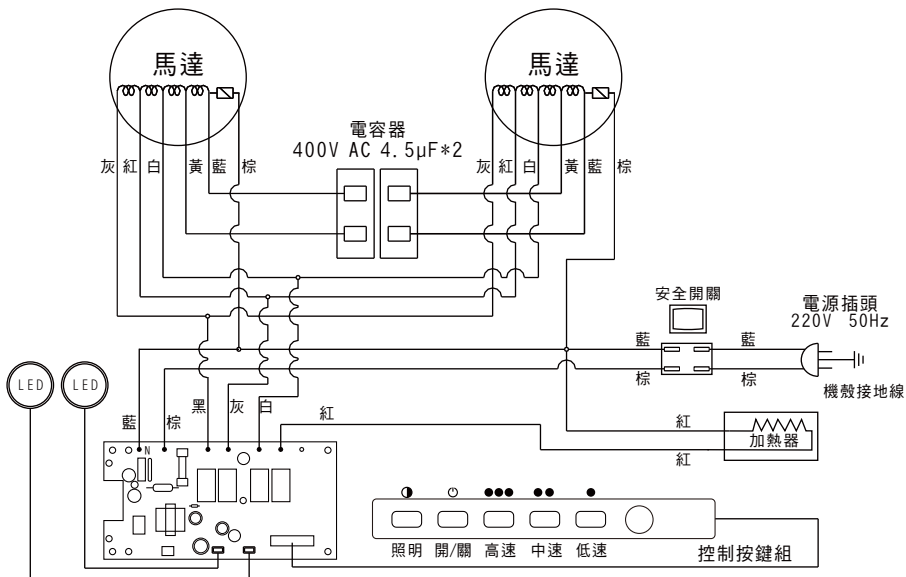 馬達
馬達
電容器
400V AC 4.5µF*2
灰 紅 白 黃 藍 棕
灰 紅 白 黃 藍 棕
安全開關
電源插頭
220V 50Hz
藍 藍
棕 棕
機殼接地線
LED
LED
藍 棕 黑 灰 白 紅
紅
加熱器
紅
N
照明 開/關 高速 中速 低速
控制按鍵組